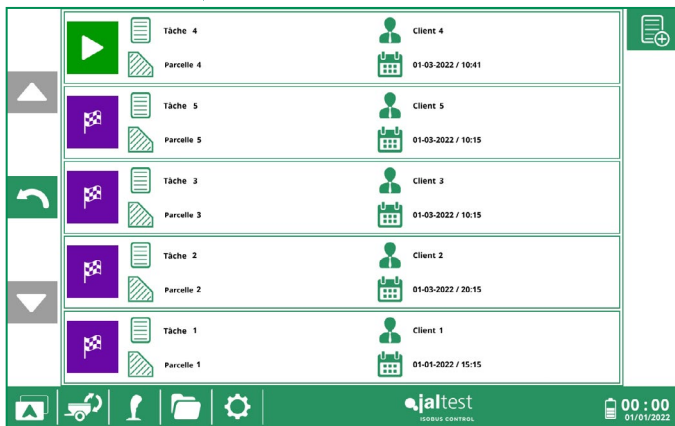 Tâche 4
Client 4
Parcelle 4
01-03-2022 / 10:41
Tâche 5
Client 5
Parcelle 5
01-03-2022 / 10:15
Tâche 3
Client 3
Parcelle 3
01-03-2022 / 10:15
Tâche 2
Client 2
Parcelle 2
01-03-2022 / 20:15
Tâche 1
Client 1
Parcelle 1
01-01-2022 / 15:15
jaltest
ISOBUS CONTROL
00 : 00
01/01/2022